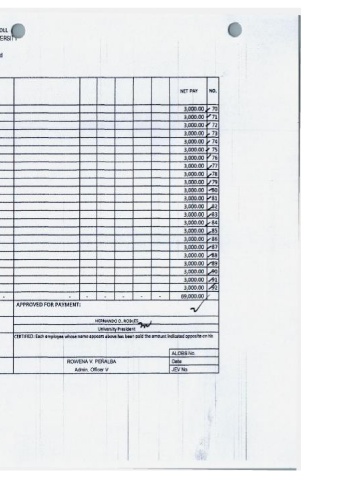 NET PAY NO.
3,000.00 70
3,000.00 71
3,000.00 72
3,000.00 73
3,000.00 74
3,000.00 75
3,000.00 76
3,000.00 77
3,000.00 78
3,000.00 79
3,000.00 80
3,000.00 81
3,000.00 82
3,000.00 83
3,000.00 84
3,000.00 85
3,000.00 86
3,000.00 87
3,000.00 88
3,000.00 89
3,000.00 90
3,000.00 91
3,000.00 92
- - - - - - 69,000.00
APPROVED FOR PAYMENT:
HERNANDO D. ROBLES
University President
CERTIFIED: Each employee whose name appears above has been paid the amount indicated opposite on his
ALOBS No.
ROWENA V. PERALBA Date
Admin. Officer V JEV No.